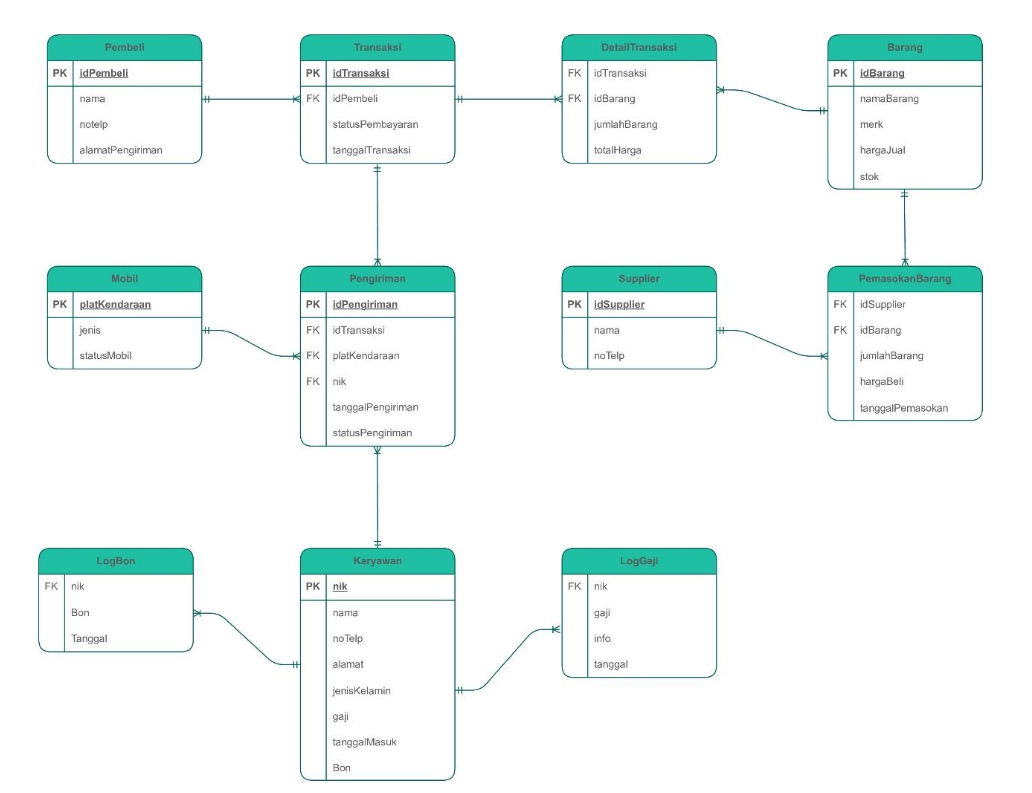 Pembeli
PK idPembeli
nama
notelp
alamatPengiriman
Transaksi
PK idTransaksi
FK idPembeli
statusPembayaran
tanggalTransaksi
DetailTransaksi
FK idTransaksi
FK idBarang
jumlahBarang
totalHarga
Barang
PK idBarang
namaBarang
merk
hargaJual
stok
Mobil
PK platKendaraan
jenis
statusMobil
Pengiriman
PK idPengiriman
FK idTransaksi
FK platKendaraan
FK nik
tanggalPengiriman
statusPengiriman
Supplier
PK idSupplier
nama
noTelp
PemasokanBarang
FK idSupplier
FK idBarang
jumlahBarang
hargaBeli
tanggalPemasokan
LogBon
FK nik
Bon
Tanggal
Karyawan
PK nik
nama
noTelp
alamat
jenisKelamin
gaji
tanggalMasuk
Bon
LogGaji
FK nik
gaji
info
tanggal